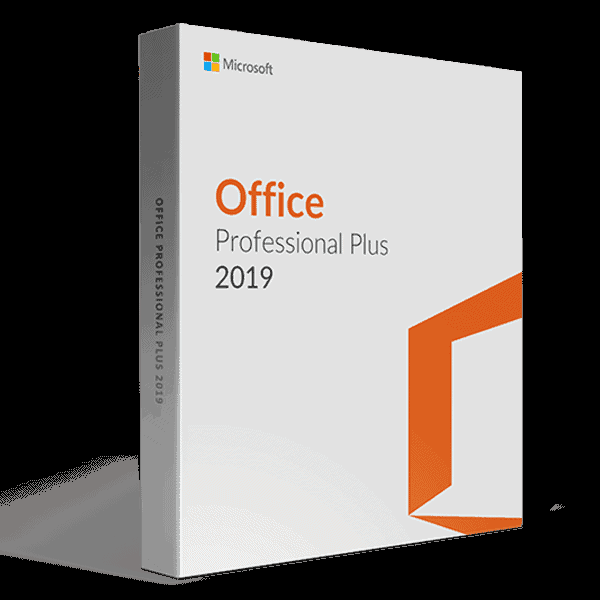 Microsoft
Office
Professional Plus
2019
OFFICE PROFESSIONAL PLUS 2019